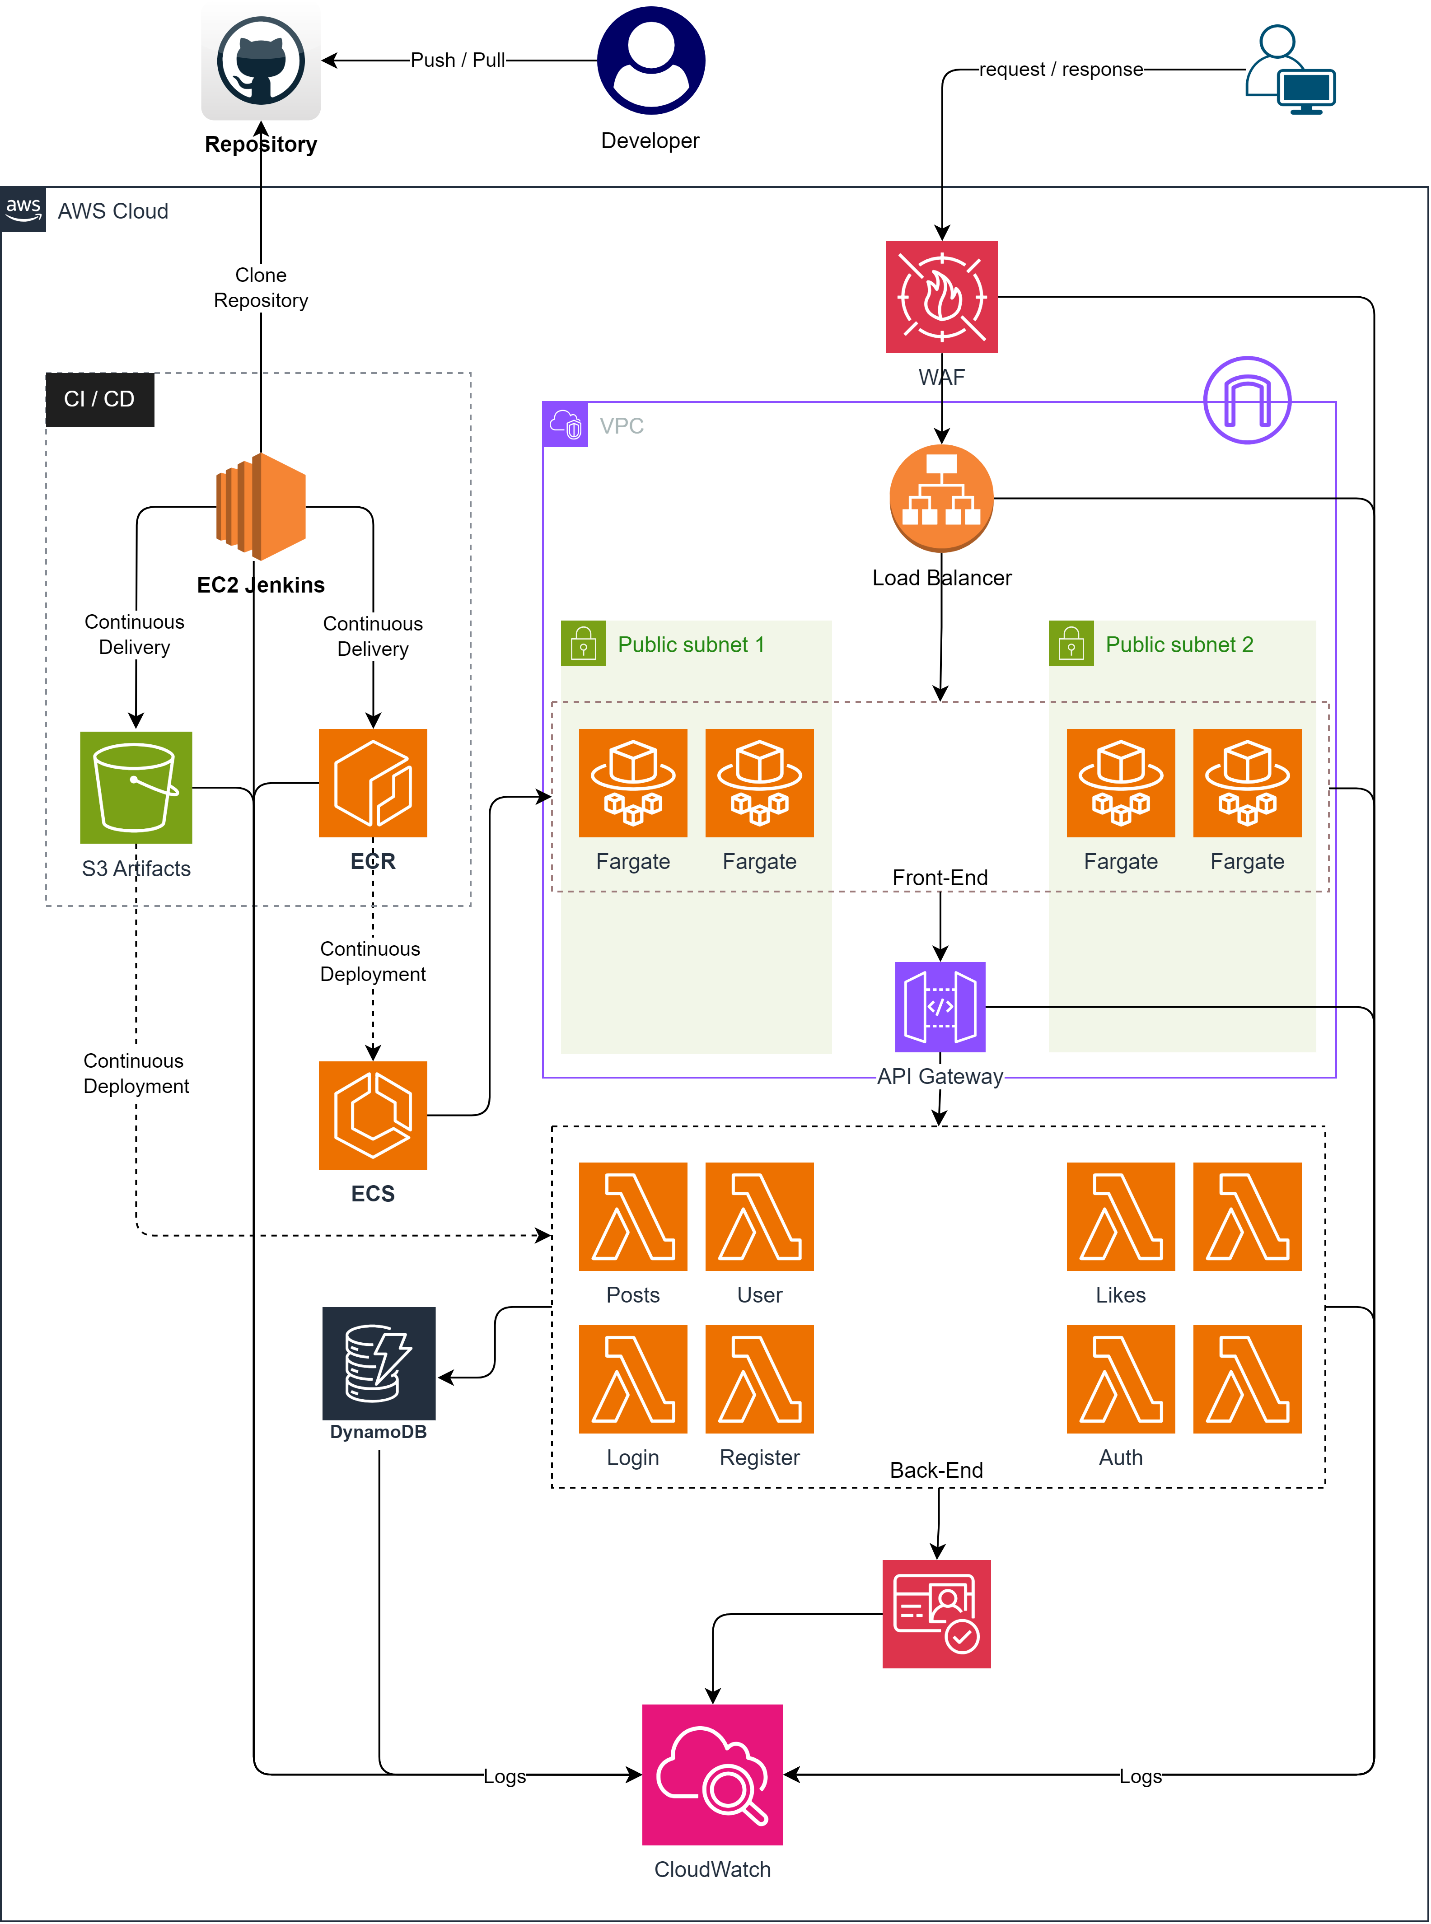 Push / Pull
request / response
Repository
Developer
aws
AWS Cloud
Clone
Repository
WAF
CI / CD
VPC
EC2 Jenkins
Load Balancer
Continuous
Delivery
Continuous
Delivery
Public subnet 1
Public subnet 2
S3 Artifacts
ECR
Fargate
Fargate
Fargate
Fargate
Front-End
Continuous
Deployment
</>
Continuous
Deployment
API Gateway
ECS
Posts
User
Likes
DynamoDB
Login
Register
Auth
Back-End
Logs
Logs
CloudWatch